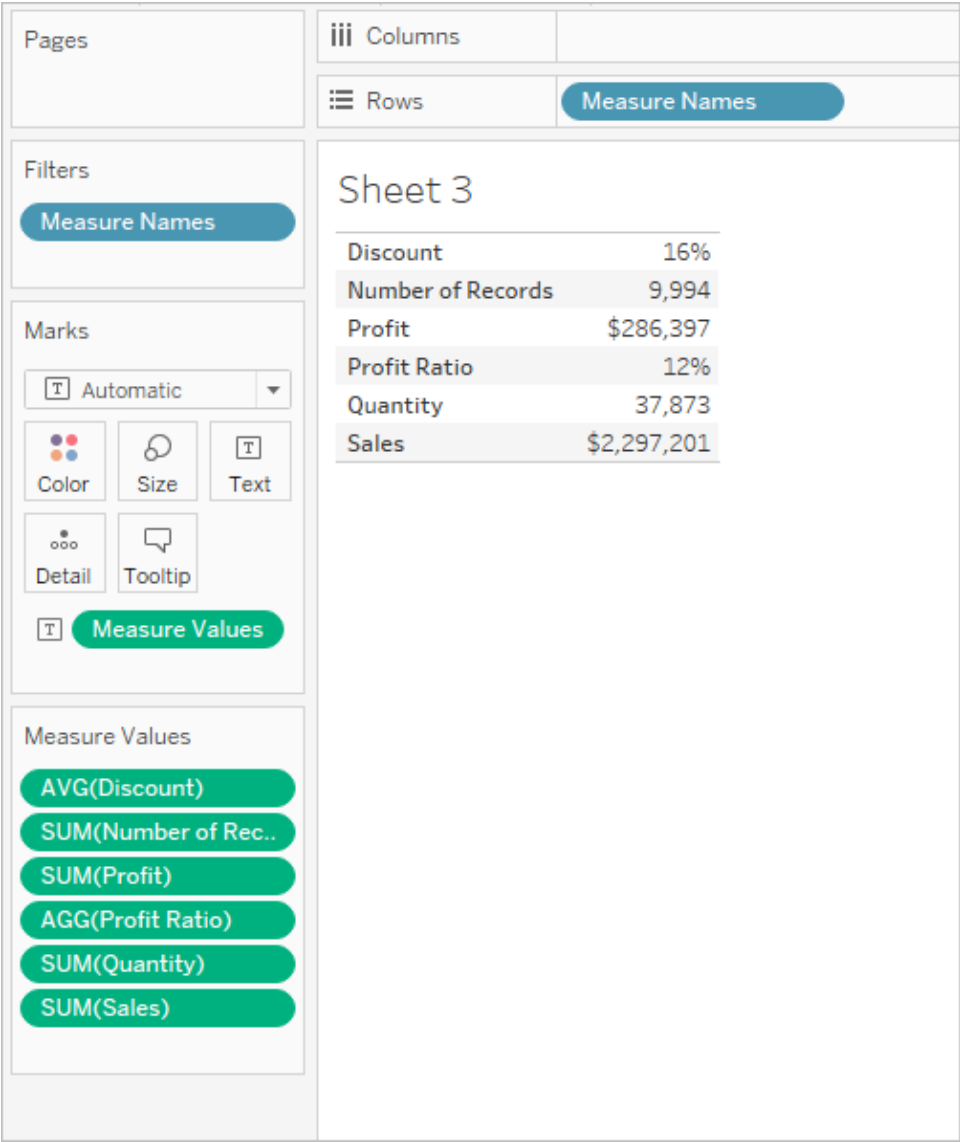 Pages
Columns
Rows
Measure Names
Filters
Measure Names
Marks
T Automatic
Color
Size
T
Text
Detail
Tooltip
T Measure Values
Measure Values
AVG(Discount)
SUM(Number of Rec..
SUM(Profit)
AGG(Profit Ratio)
SUM(Quantity)
SUM(Sales)
Sheet 3
Discount 16%
Number of Records 9,994
Profit $286,397
Profit Ratio 12%
Quantity 37,873
Sales $2,297,201